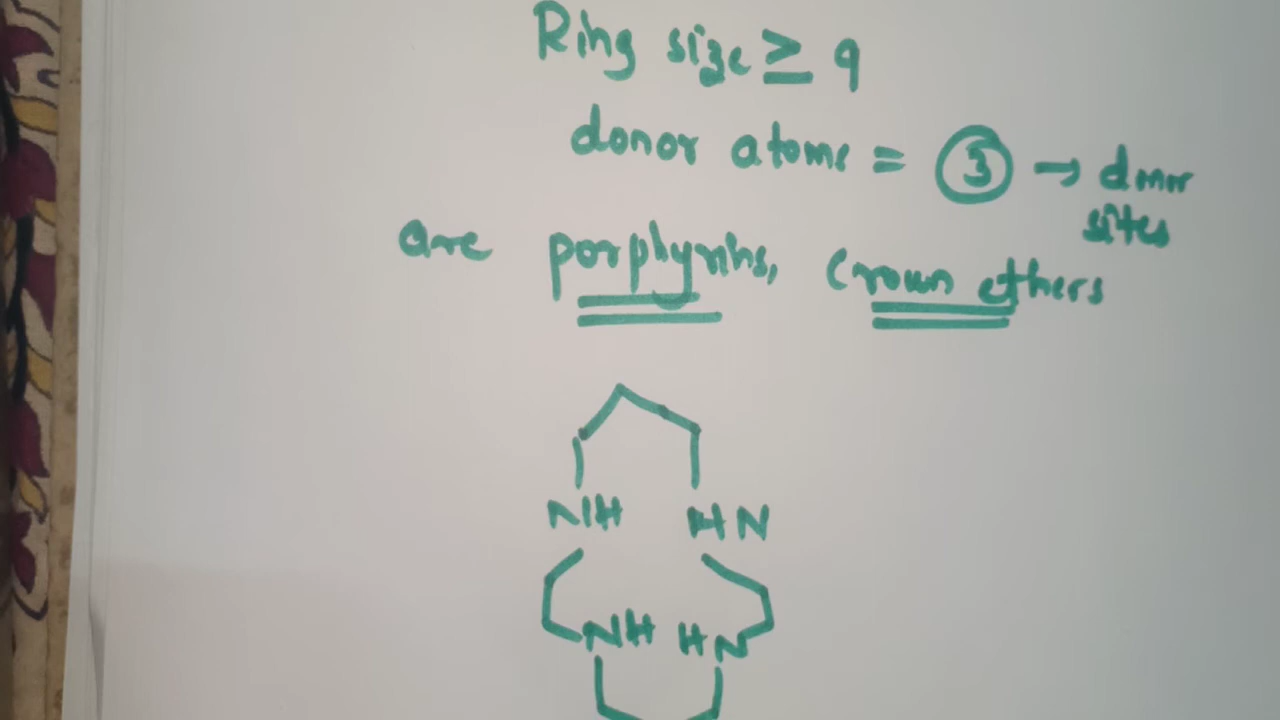 Ring size ≥ 9
donor atoms = 3 → donor
sites
are porphyrins, crown ethers
NH HN
NH HN